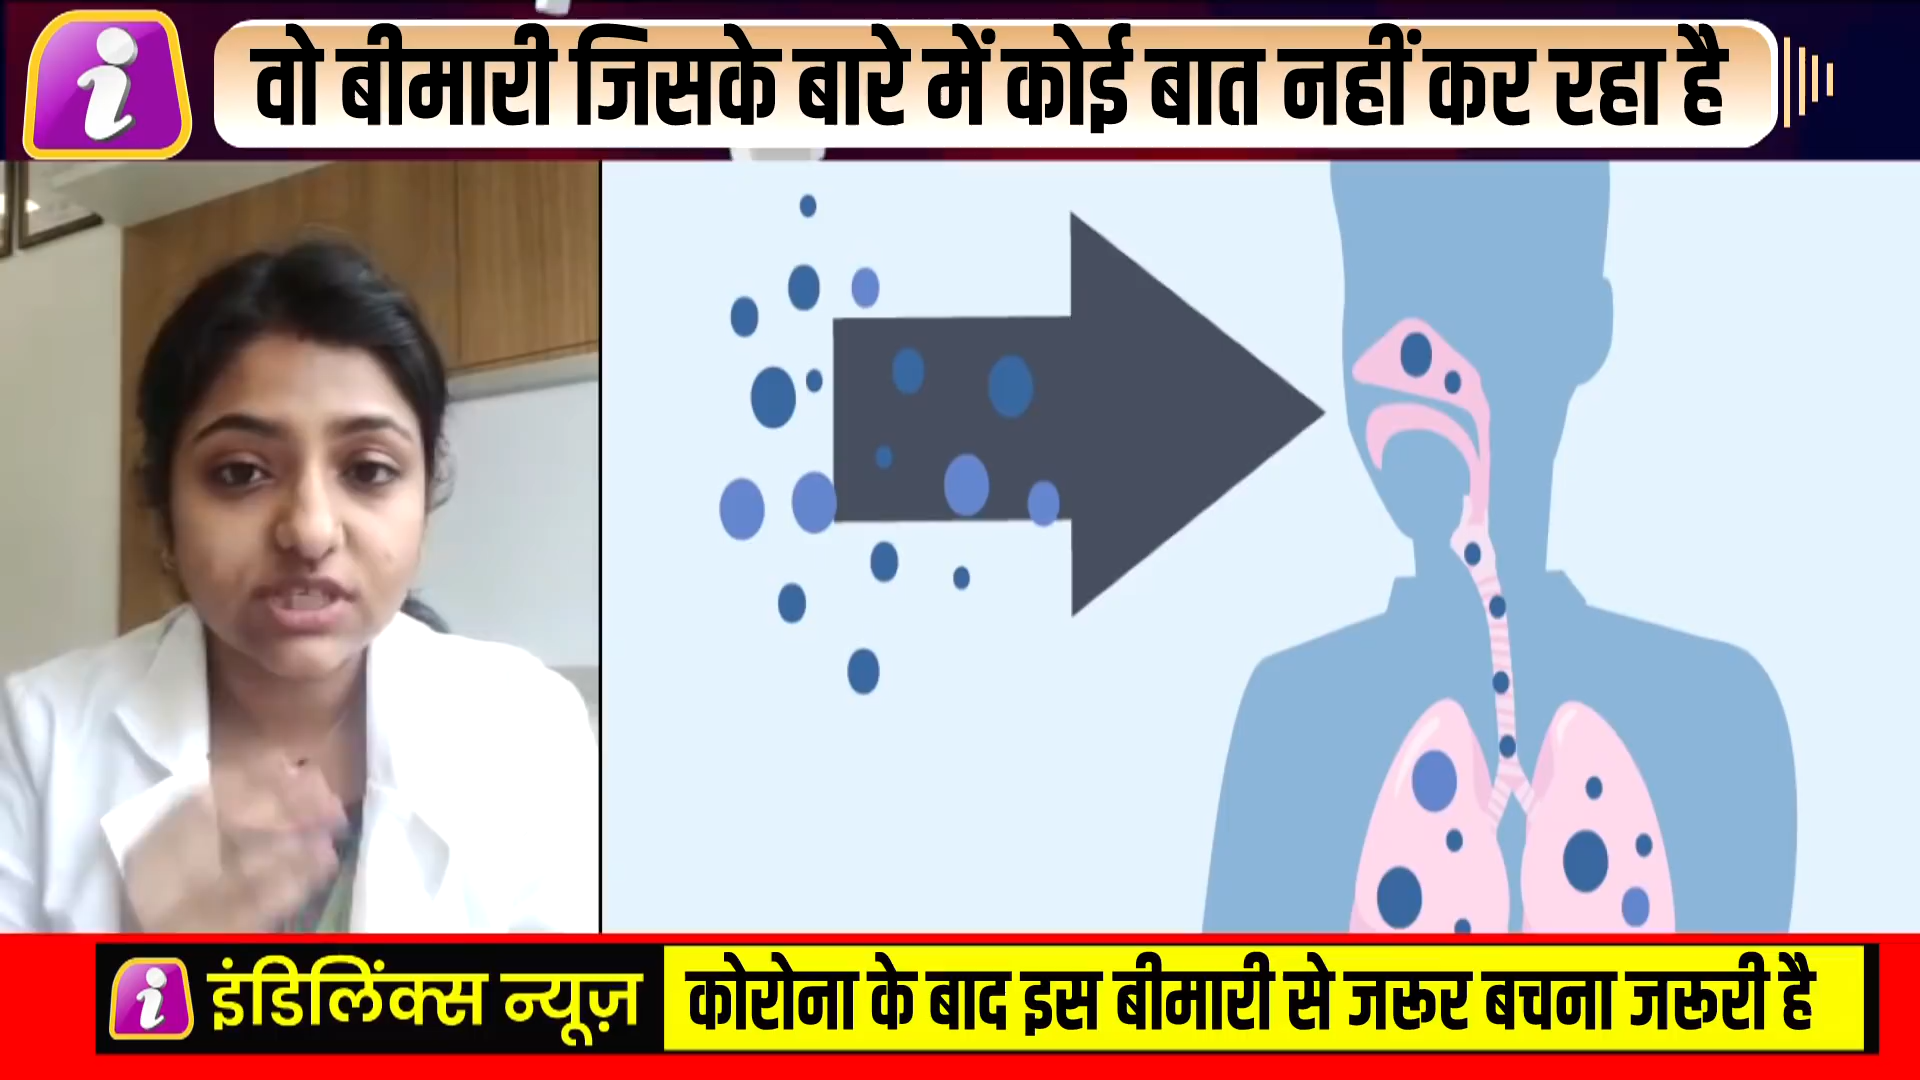 वो बीमारी जिसके बारे में कोई बात नहीं कर रहा है
इंडिलिंक्स न्यूज़
कोरोना के बाद इस बीमारी से जरूर बचना जरूरी है